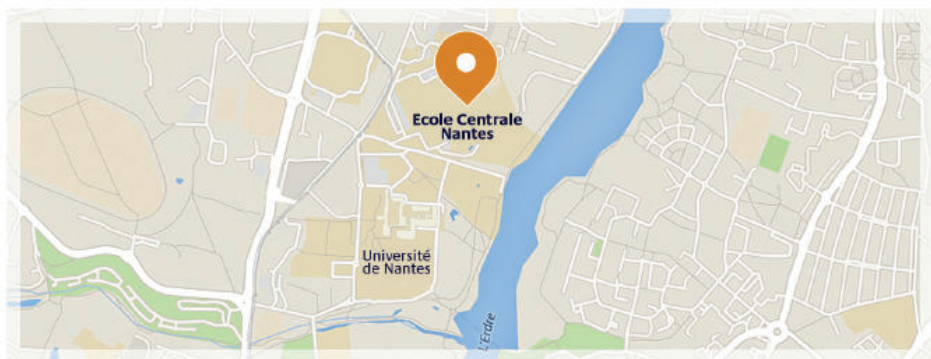 Ecole Centrale
Nantes
Université
de Nantes
L'Erdre